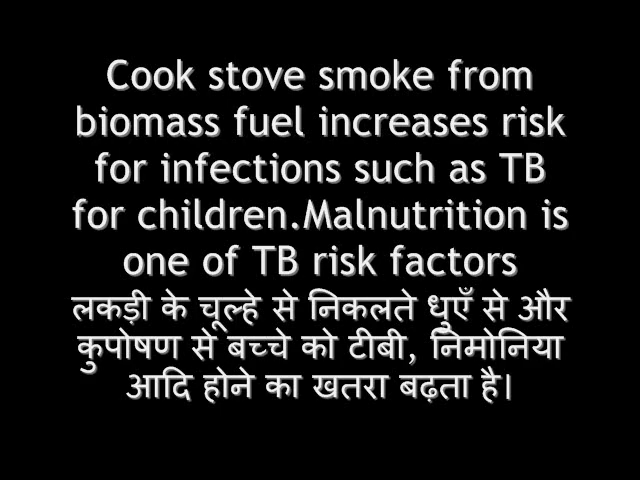 Cook stove smoke from
biomass fuel increases risk
for infections such as TB
for children.Malnutrition is
one of TB risk factors
लकड़ी के चूल्हे से निकलते धुएँ से और
कुपोषण से बच्चे को टीबी, निमोनिया
आदि होने का खतरा बढ़ता है।